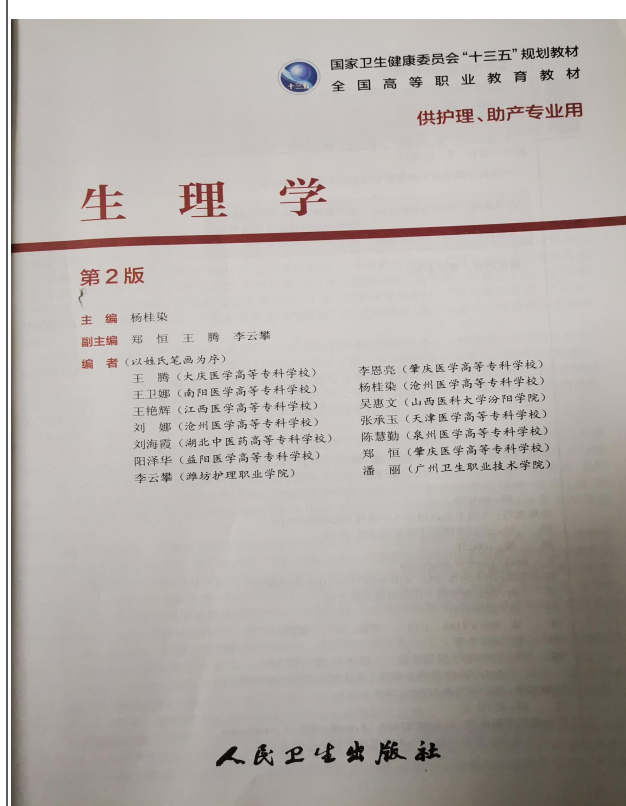 国家卫生健康委员会“十三五”规划教材
全国高等职业教育教材
供护理、助产专业用
生理学
第2版
主编 杨桂染
副主编 郑恒 王腾 李云攀
编者（以姓氏笔画为序）
王腾（大庆医学高等专科学校）
王卫娜（南阳医学高等专科学校）
王艳辉（江西医学高等专科学校）
刘娜（沧州医学高等专科学校）
刘海霞（湖北中医药高等专科学校）
阳泽华（益阳医学高等专科学校）
李云攀（潍坊护理职业学院）
李恩亮（肇庆医学高等专科学校）
杨桂染（沧州医学高等专科学校）
吴惠文（山西医科大学汾阳学院）
张承玉（天津医学高等专科学校）
陈慧勤（泉州医学高等专科学校）
郑恒（肇庆医学高等专科学校）
潘丽（广州卫生职业技术学院）
人民卫生出版社